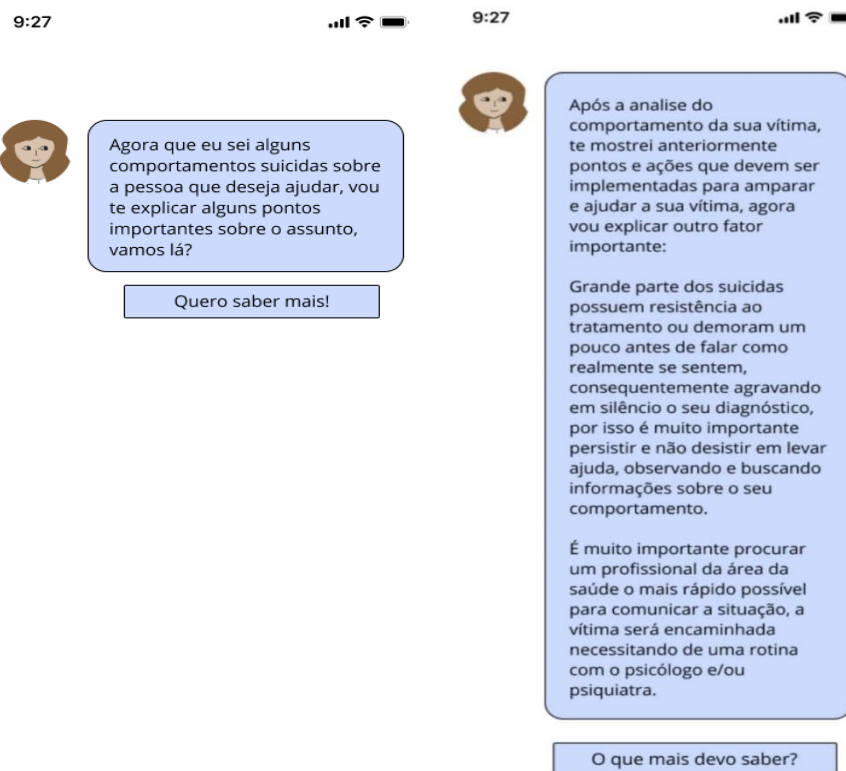 9:27
Agora que eu sei alguns
comportamentos suicidas sobre
a pessoa que deseja ajudar, vou
te explicar alguns pontos
importantes sobre o assunto,
vamos lá?
Quero saber mais!
9:27
Após a analise do
comportamento da sua vítima,
te mostrei anteriormente
pontos e ações que devem ser
implementadas para amparar
e ajudar a sua vítima, agora
vou explicar outro fator
importante:
Grande parte dos suicidas
possuem resistência ao
tratamento ou demoram um
pouco antes de falar como
realmente se sentem,
consequentemente agravando
em silêncio o seu diagnóstico,
por isso é muito importante
persistir e não desistir em levar
ajuda, observando e buscando
informações sobre o seu
comportamento.
É muito importante procurar
um profissional da área da
saúde o mais rápido possível
para comunicar a situação, a
vítima será encaminhada
necessitando de uma rotina
com o psicólogo e/ou
psiquiatra.
O que mais devo saber?